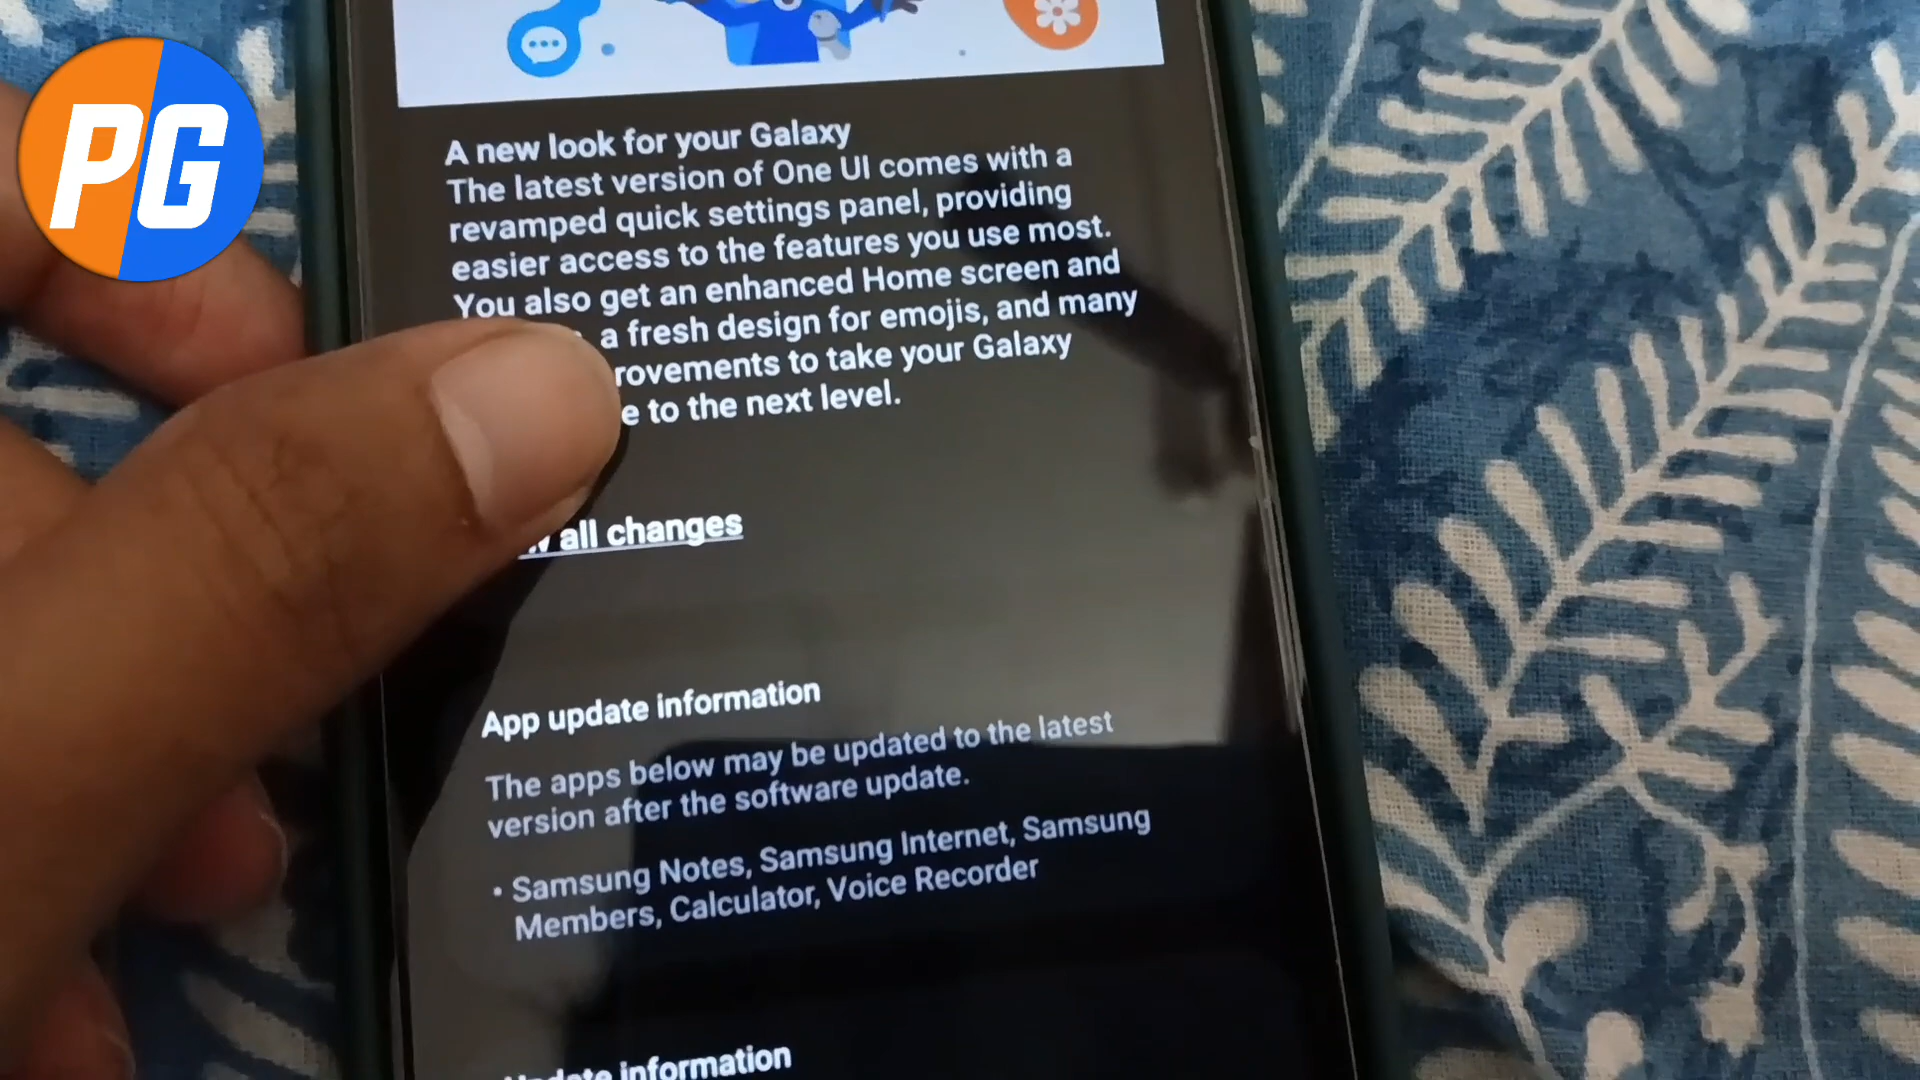 PG
A new look for your Galaxy
The latest version of One UI comes with a
revamped quick settings panel, providing
easier access to the features you use most.
You also get an enhanced Home screen and
a fresh design for emojis, and many
to take your Galaxy
to the next level.
all changes
App update information
The apps below may be updated to the latest
version after the software update.
• Samsung Notes, Samsung Internet, Samsung
Members, Calculator, Voice Recorder
Update information